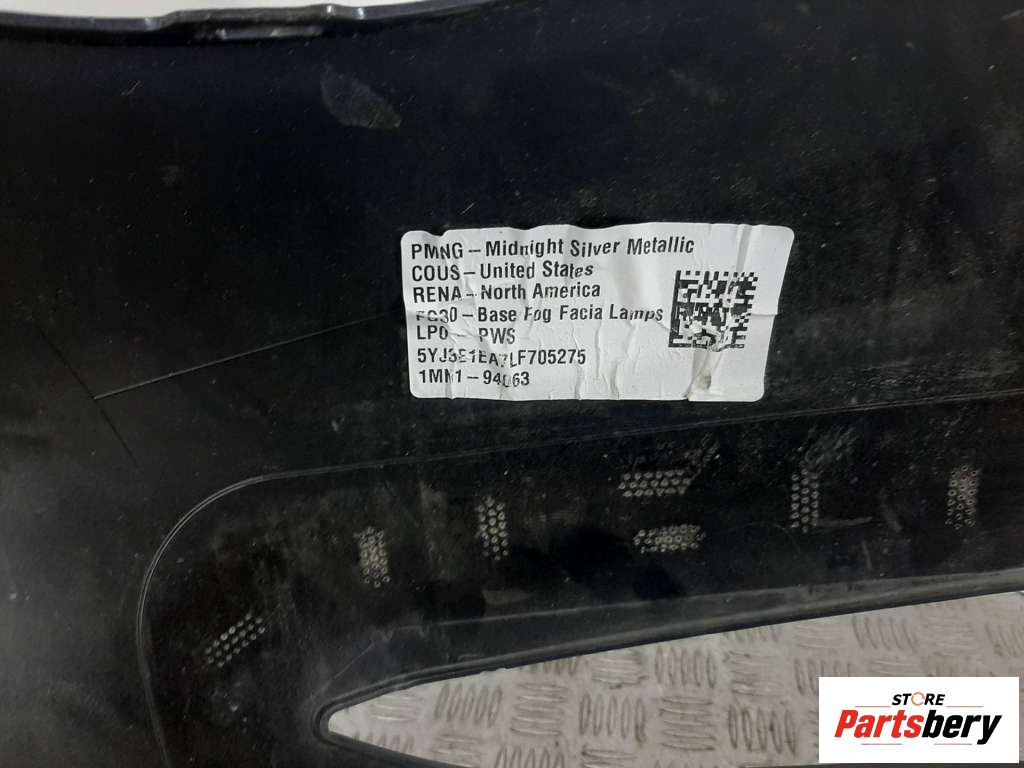 PMNG - Midnight Silver Metallic
COUS - United States
RENA - North America
FG30 - Base Fog Facia Lamps
LP0 - PWS
5YJ3E1EA7LF705275
1MN1 - 94063
STORE
Partsbery